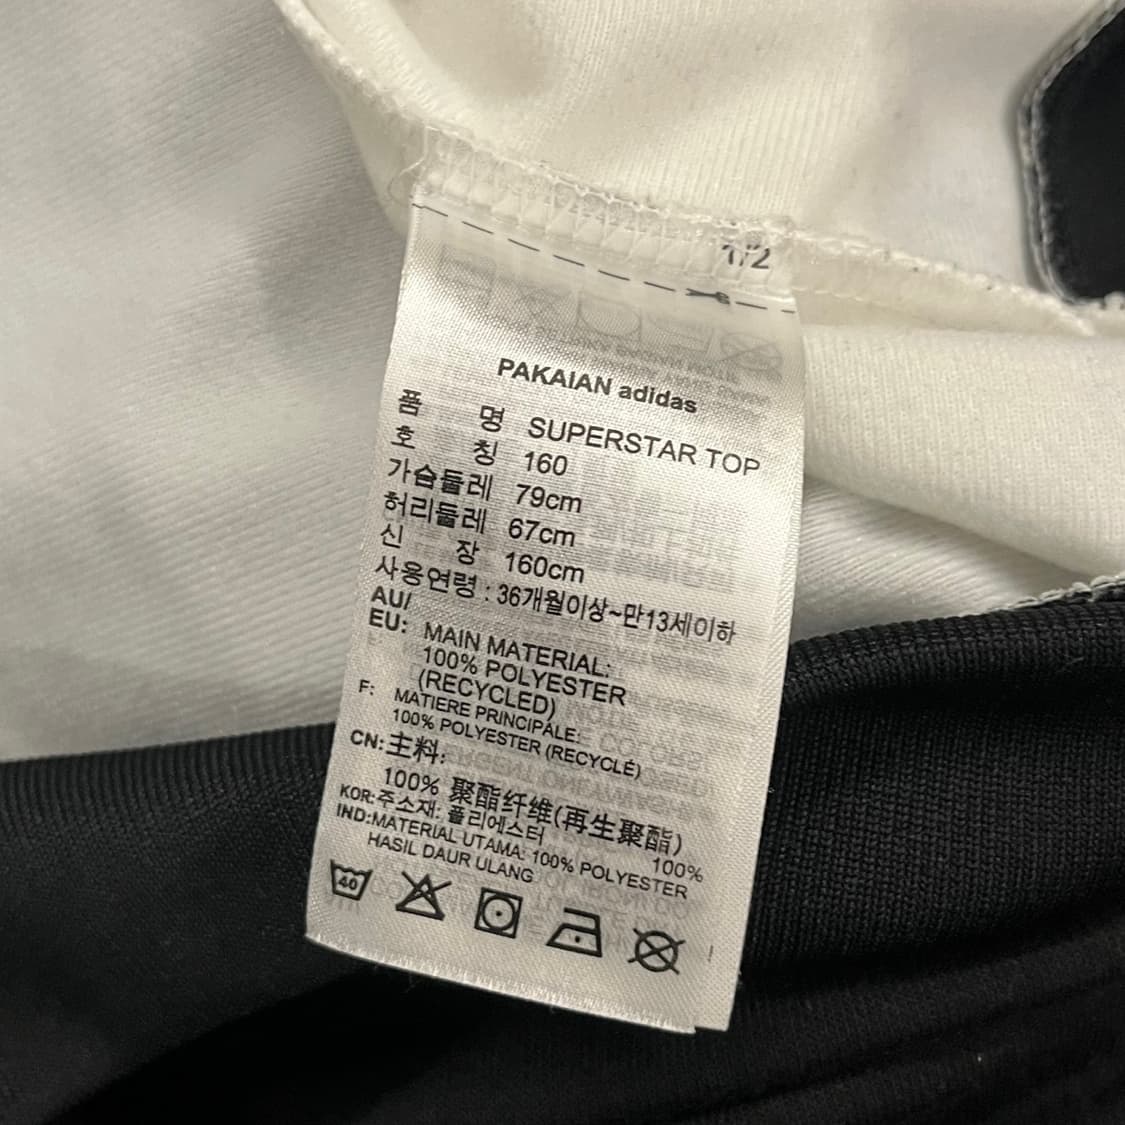 1/2
PAKAIAN adidas
품 명 SUPERSTAR TOP
호 칭 160
가슴둘레 79cm
허리둘레 67cm
신 장 160cm
사용연령 : 36개월이상~만13세이하
AU/
EU: MAIN MATERIAL:
100% POLYESTER
(RECYCLED)
F: MATIERE PRINCIPALE:
100% POLYESTER (RECYCLÉ)
CN: 主料:
100% 聚酯纤维(再生聚酯)
KOR: 주소재: 폴리에스터 100%
IND: MATERIAL UTAMA: 100% POLYESTER
HASIL DAUR ULANG
40